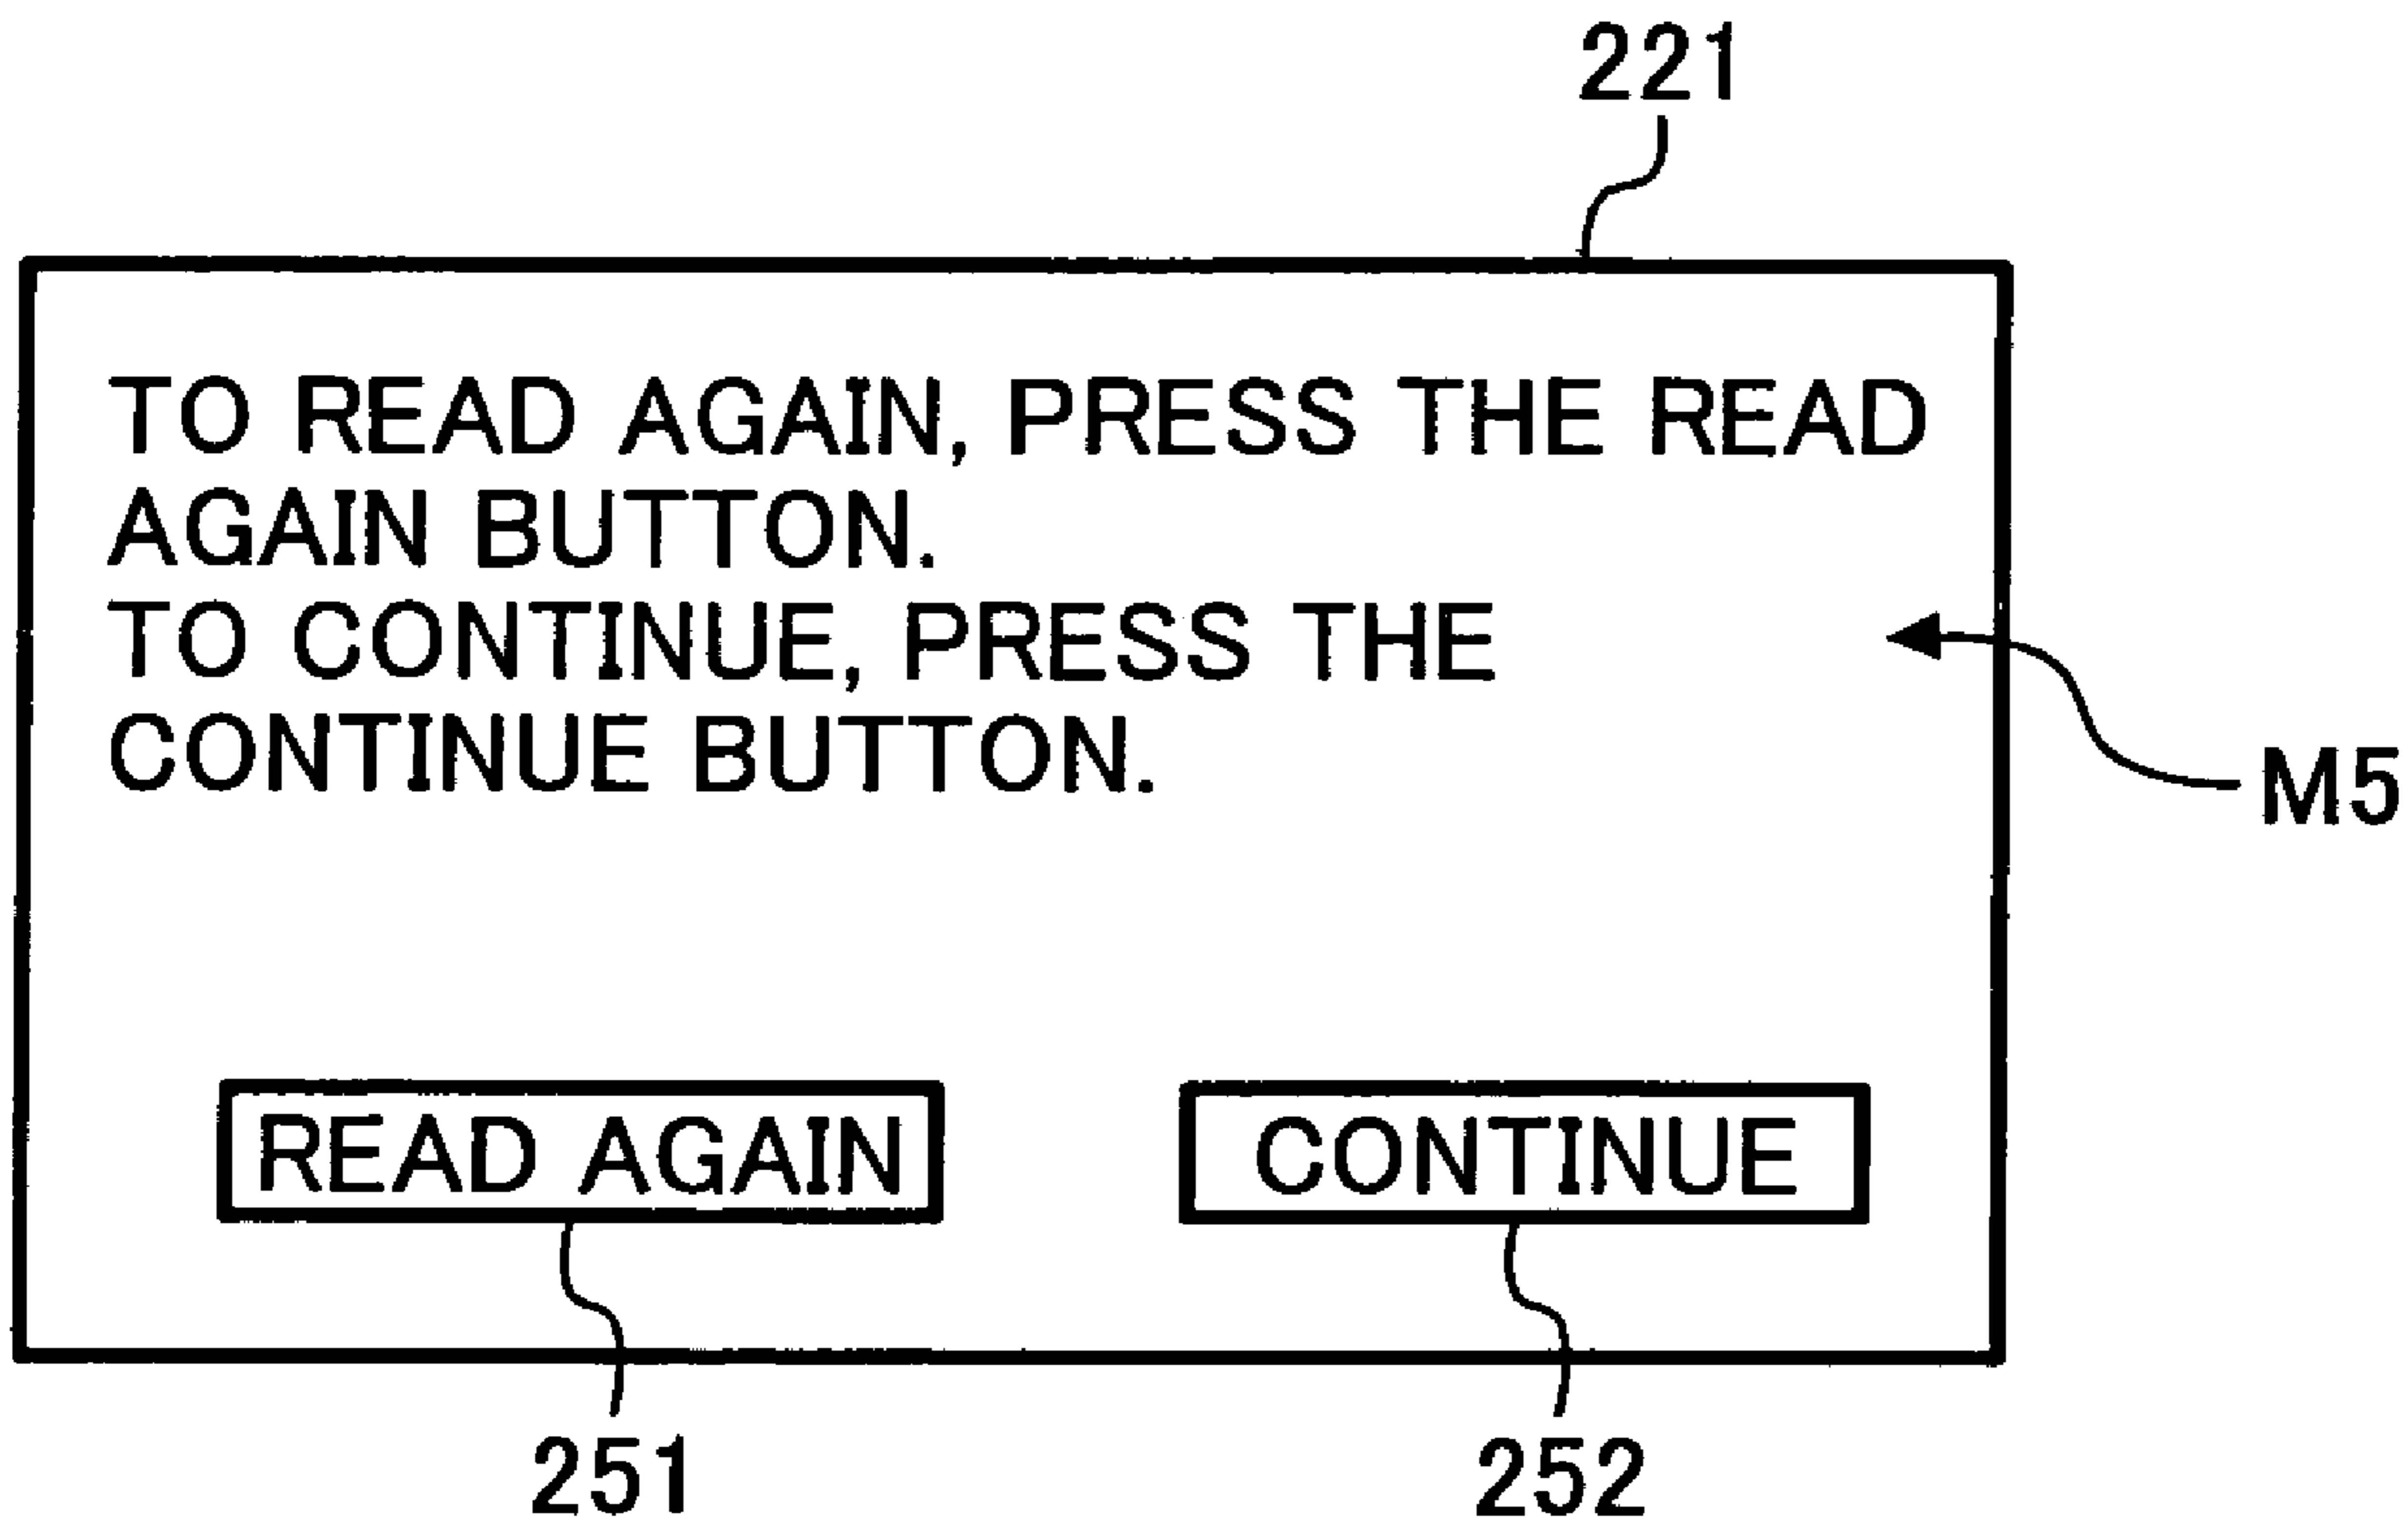 221
TO READ AGAIN, PRESS THE READ
AGAIN BUTTON.
TO CONTINUE, PRESS THE
CONTINUE BUTTON.
M5
READ AGAIN
CONTINUE
251
252